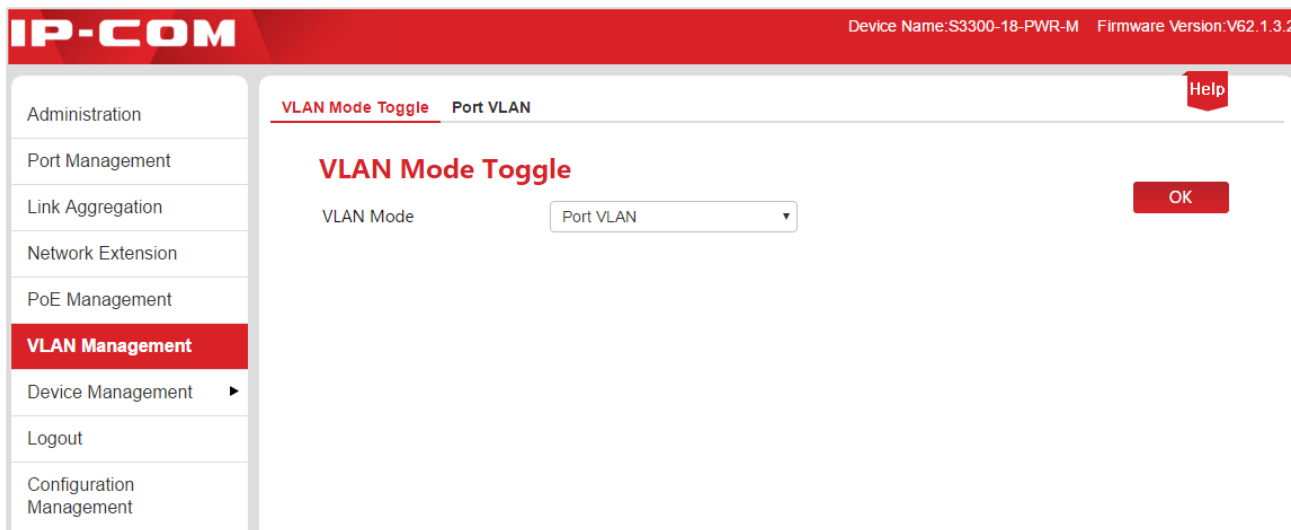 IP-COM
Device Name:S3300-18-PWR-M Firmware Version:V62.1.3.2
Help
Administration
Port Management
Link Aggregation
Network Extension
PoE Management
VLAN Management
Device Management
Logout
Configuration
Management
VLAN Mode Toggle Port VLAN
VLAN Mode Toggle
VLAN Mode Port VLAN
OK